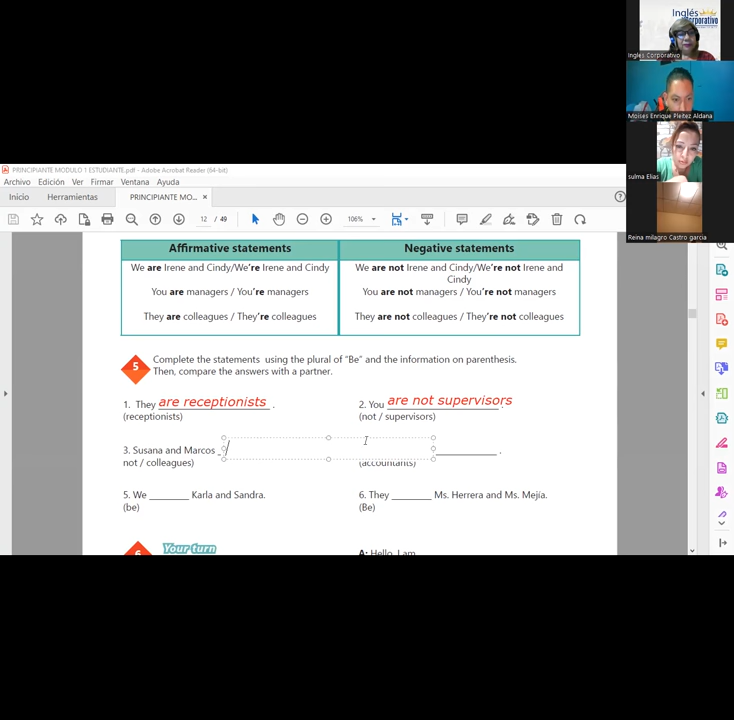 Inglés
Corporativo
Ingles Corporativo
Moises Enrique Pleitez Aldana
sulma Elias
Reina milagro Castro garcia
PRINCIPIANTE MODULO 1 ESTUDIANTE.pdf - Adobe Acrobat Reader (64-bit)
Archivo Edición Ver Firmar Ventana Ayuda
Inicio Herramientas PRINCIPIANTE MO... ×
12 / 49 106%
Affirmative statements Negative statements
We are Irene and Cindy/We're Irene and Cindy We are not Irene and Cindy/We're not Irene and
Cindy
You are managers / You're managers You are not managers / You're not managers
They are colleagues / They're colleagues They are not colleagues / They're not colleagues
5 Complete the statements using the plural of "Be" and the information on parenthesis.
Then, compare the answers with a partner.
1. They are receptionists . 2. You are not supervisors .
(receptionists) (not / supervisors)
3. Susana and Marcos _/ ____________ .
not / colleagues) (accountants)
5. We ________ Karla and Sandra. 6. They ________ Ms. Herrera and Ms. Mejía.
(be) (Be)
6 Your turn A: Hello, I am